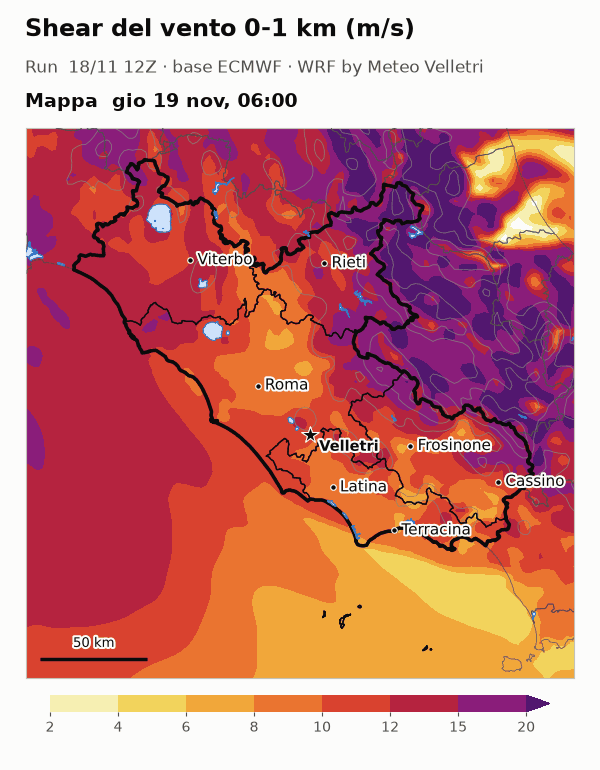 Shear del vento 0-1 km (m/s)
Run  18/11 12Z · base ECMWF · WRF by Meteo Velletri
Mappa  gio 19 nov, 06:00
Viterbo
Rieti
Roma
Velletri
Frosinone
Cassino
Latina
Terracina
50 km
2 4 6 8 10 12 15 20